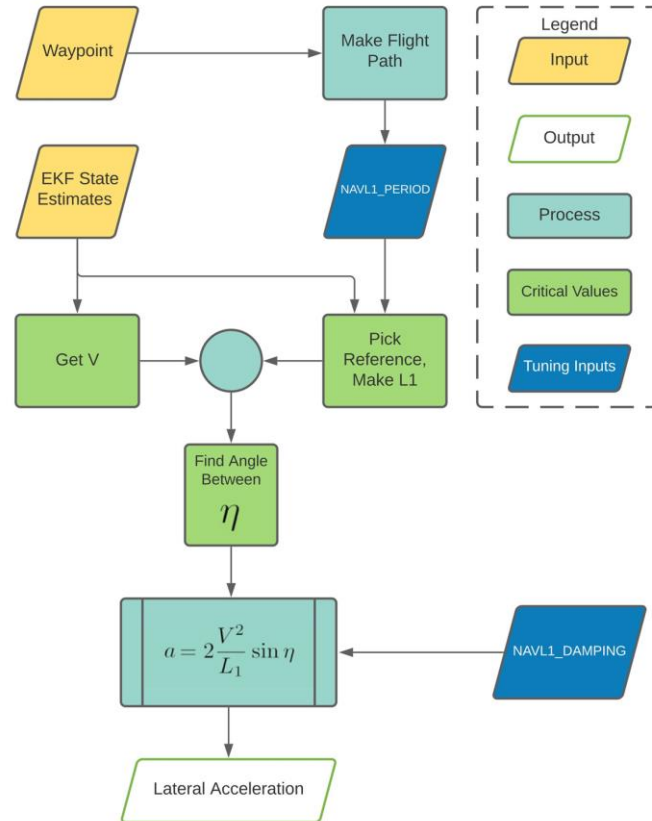 Waypoint
Make Flight
Path
Legend
Input
Output
Process
Critical Values
Tuning Inputs
EKF State
Estimates
NAVL1_PERIOD
Get V
Pick
Reference,
Make L1
Find Angle
Between
η
a = 2 V² / L₁ sin η
NAVL1_DAMPING
Lateral Acceleration